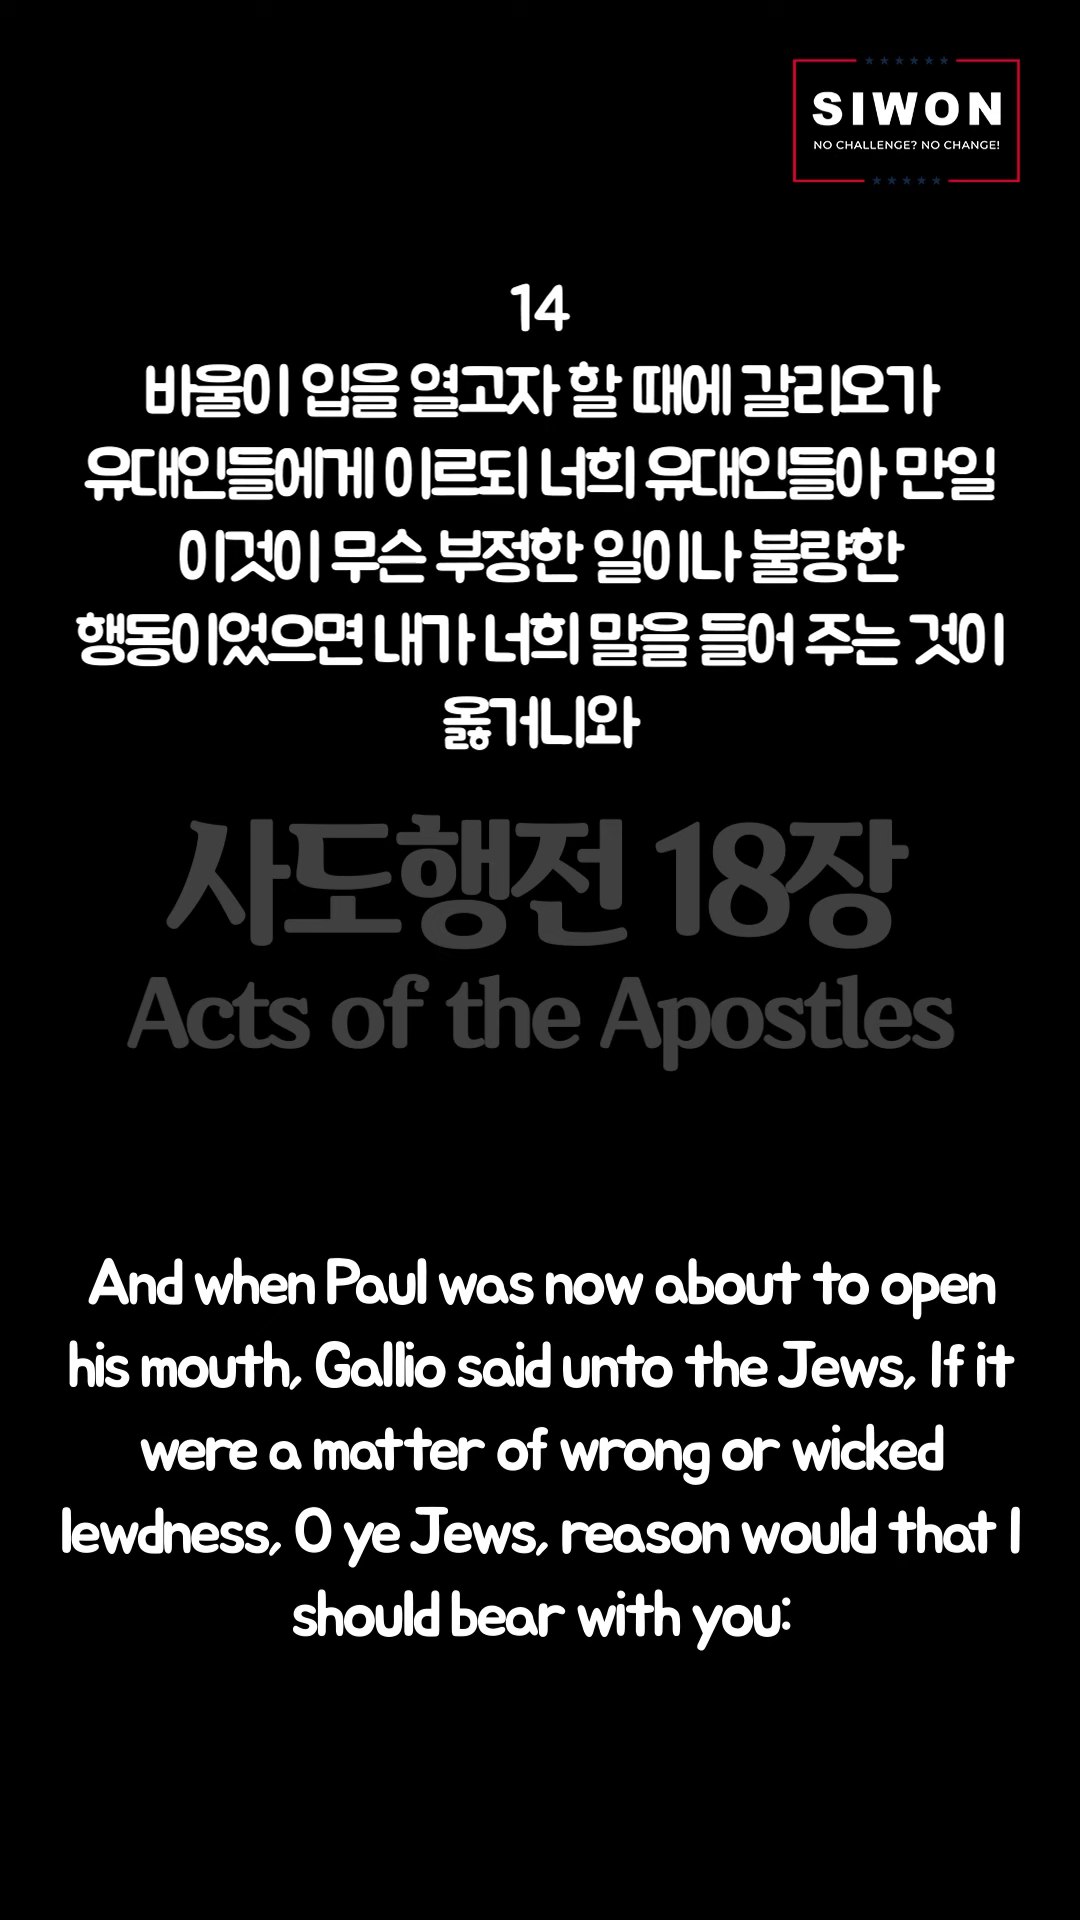 SIWON
NO CHALLENGE? NO CHANGE!
14
바울이 입을 열고자 할 때에 갈리오가
유대인들에게 이르되 너희 유대인들아 만일
이것이 무슨 부정한 일이나 불량한
행동이었으면 내가 너희 말을 들어 주는 것이
옳거니와
사도행전 18장
Acts of the Apostles
And when Paul was now about to open
his mouth, Gallio said unto the Jews, If it
were a matter of wrong or wicked
lewdness, O ye Jews, reason would that I
should bear with you: